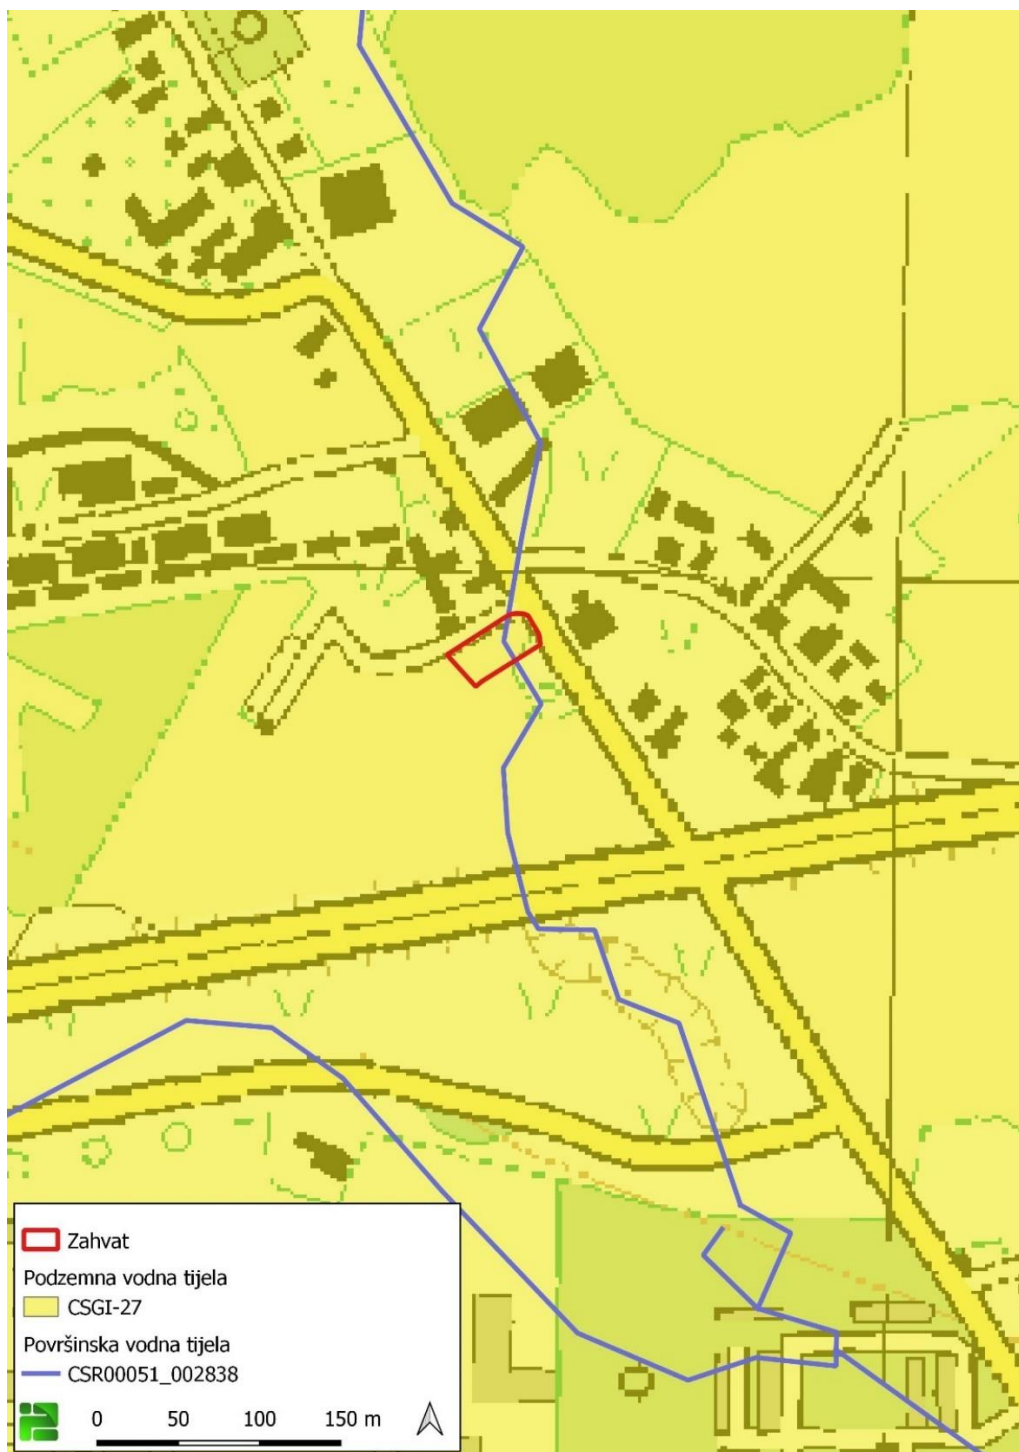 Zahvat
Podzemna vodna tijela
CSGI-27
Površinska vodna tijela
CSR00051_002838
0 50 100 150 m